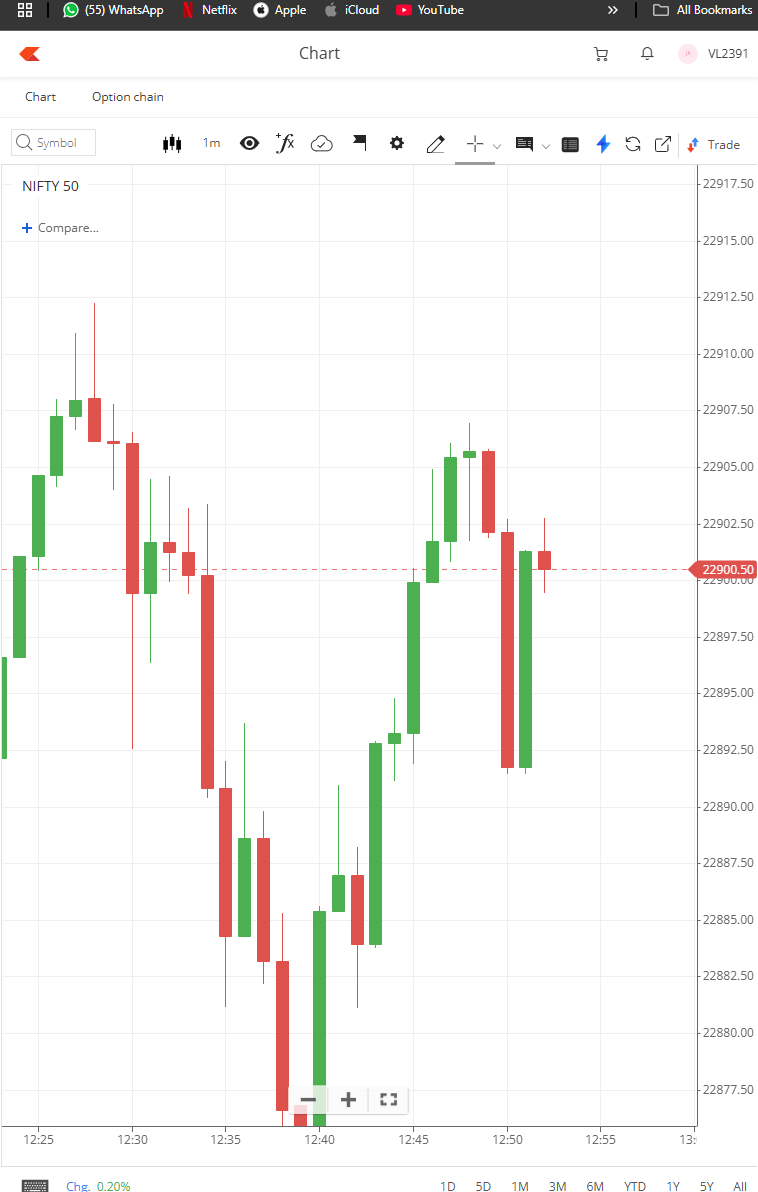 (55) WhatsApp Netflix Apple iCloud YouTube » All Bookmarks
Chart VL2391
Chart Option chain
Symbol 1m fx Trade
NIFTY 50
+ Compare...
22917.50
22915.00
22912.50
22910.00
22907.50
22905.00
22902.50
22900.50
22900.00
22897.50
22895.00
22892.50
22890.00
22887.50
22885.00
22882.50
22880.00
22877.50
12:25 12:30 12:35 12:40 12:45 12:50 12:55 13:
Chg. 0.20% 1D 5D 1M 3M 6M YTD 1Y 5Y All